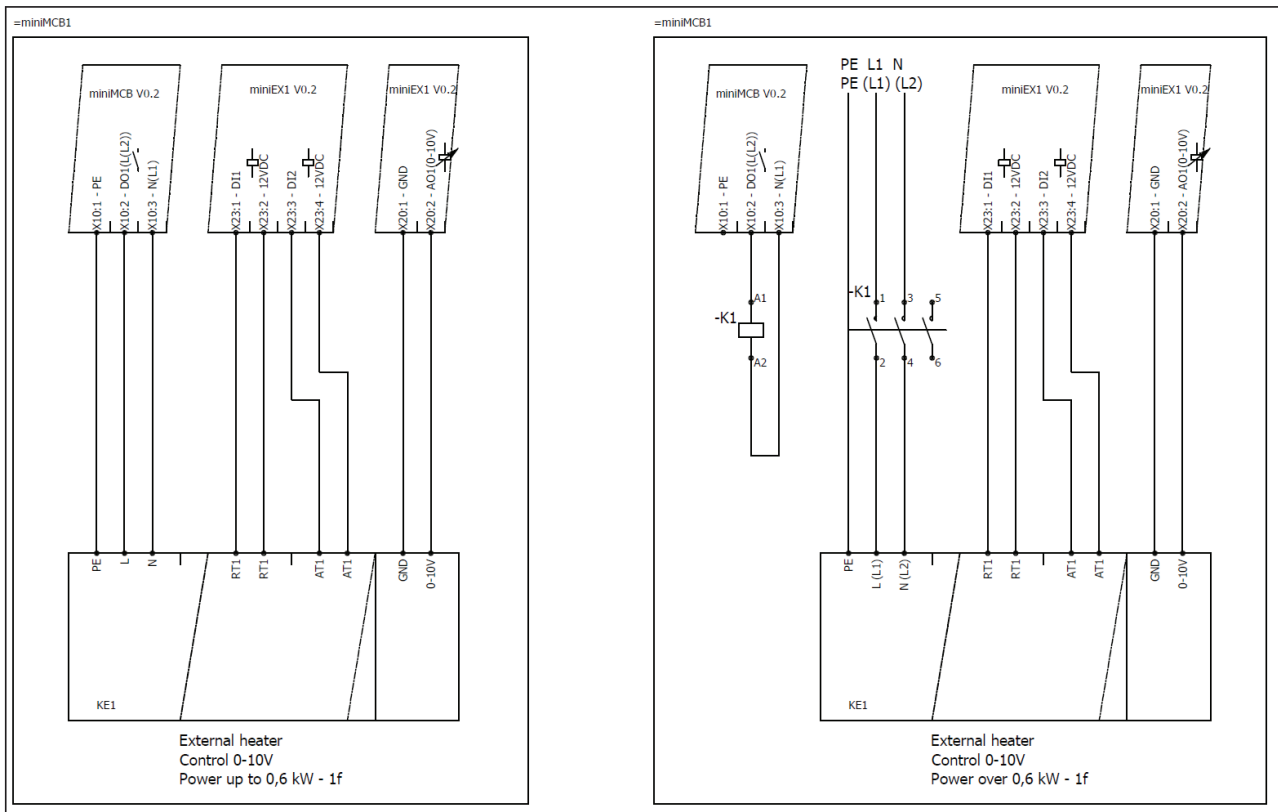 =miniMCB1
miniMCB V0.2
X10:1 - PE
X10:2 - DO1(L(L2))
X10:3 - N(L1)
miniEX1 V0.2
X23:1 - DI1
X23:2 - 12VDC
X23:3 - DI2
X23:4 - 12VDC
miniEX1 V0.2
X20:1 - GND
X20:2 - AO1(0-10V)
PE
L
N
RT1
RT1
AT1
AT1
GND
0-10V
KE1
External heater
Control 0-10V
Power up to 0,6 kW - 1f
=miniMCB1
miniMCB V0.2
X10:1 - PE
X10:2 - DO1(L(L2))
X10:3 - N(L1)
PE L1 N
PE (L1) (L2)
miniEX1 V0.2
X23:1 - DI1
X23:2 - 12VDC
X23:3 - DI2
X23:4 - 12VDC
miniEX1 V0.2
X20:1 - GND
X20:2 - AO1(0-10V)
A1
-K1
A2
-K1
1
3
5
2
4
6
PE
L (L1)
N (L2)
RT1
RT1
AT1
AT1
GND
0-10V
KE1
External heater
Control 0-10V
Power over 0,6 kW - 1f